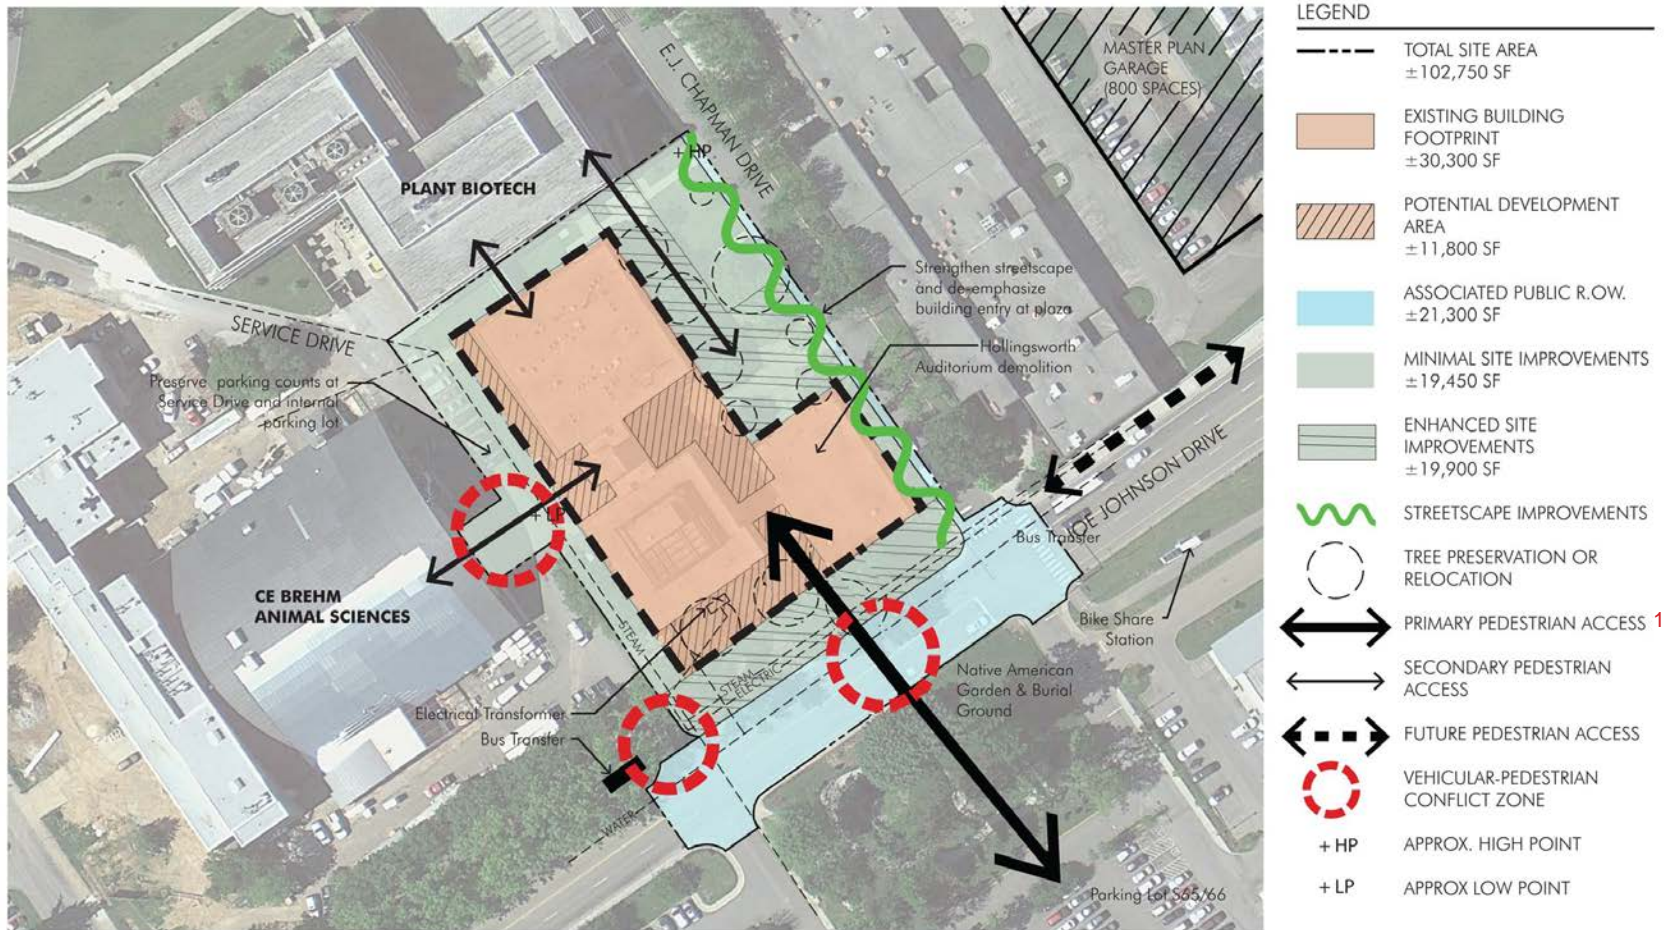 E.J. CHAPMAN DRIVE
MASTER PLAN
GARAGE
(800 SPACES)
+ HP
PLANT BIOTECH
SERVICE DRIVE
Strengthen streetscape
and de-emphasize
building entry at plaza
Hollingsworth
Auditorium demolition
Preserve parking counts at
Service Drive and internal
parking lot
+ LP
JOE JOHNSON DRIVE
Bus Transfer
CE BREHM
ANIMAL SCIENCES
STEAM
Bike Share
Station
STEAM
ELECTRIC
Native American
Garden & Burial
Ground
Electrical Transformer
Bus Transfer
WATER
Parking Lot S65/66
LEGEND
TOTAL SITE AREA
±102,750 SF
EXISTING BUILDING
FOOTPRINT
±30,300 SF
POTENTIAL DEVELOPMENT
AREA
±11,800 SF
ASSOCIATED PUBLIC R.OW.
±21,300 SF
MINIMAL SITE IMPROVEMENTS
±19,450 SF
ENHANCED SITE
IMPROVEMENTS
±19,900 SF
STREETSCAPE IMPROVEMENTS
TREE PRESERVATION OR
RELOCATION
PRIMARY PEDESTRIAN ACCESS 1
SECONDARY PEDESTRIAN
ACCESS
FUTURE PEDESTRIAN ACCESS
VEHICULAR-PEDESTRIAN
CONFLICT ZONE
+ HP APPROX. HIGH POINT
+ LP APPROX LOW POINT